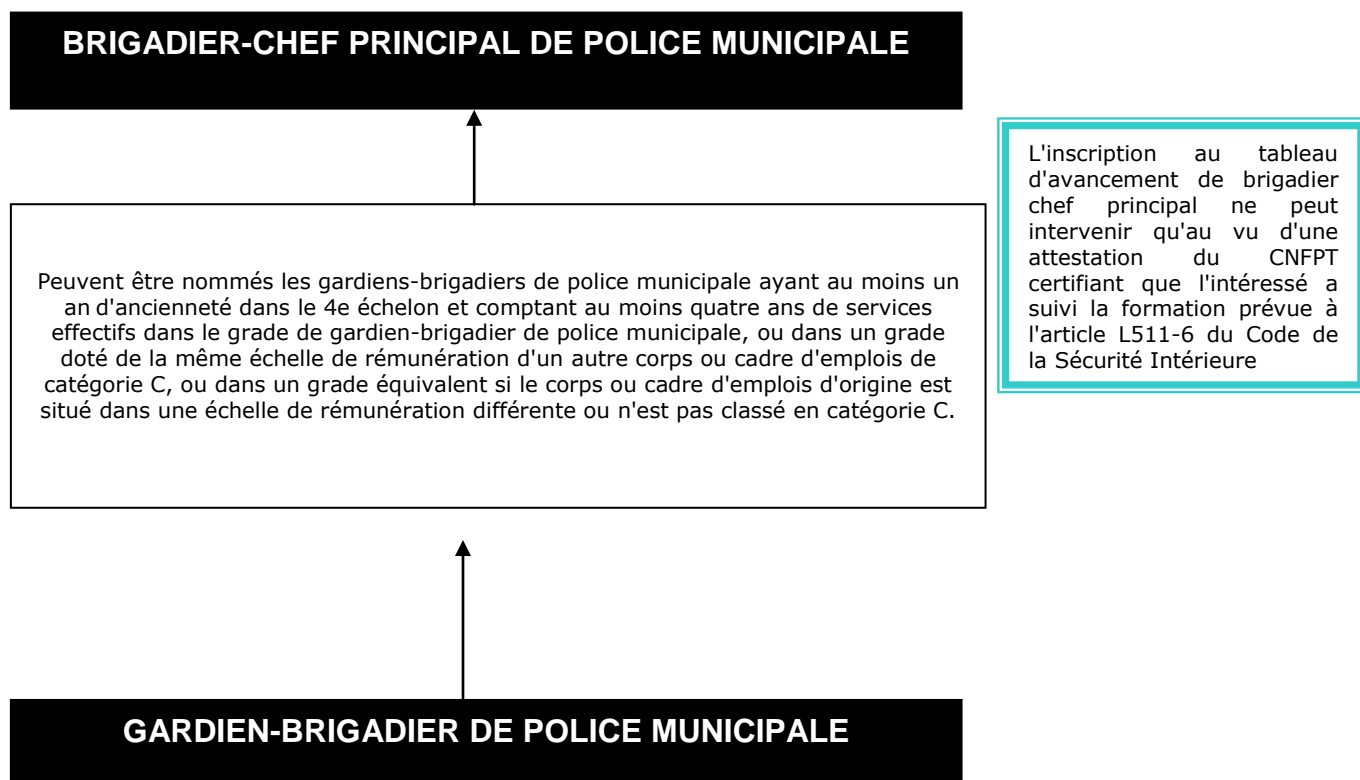 BRIGADIER-CHEF PRINCIPAL DE POLICE MUNICIPALE
L'inscription au tableau
d'avancement de brigadier
chef principal ne peut
intervenir qu'au vu d'une
attestation du CNFPT
certifiant que l'intéressé a
suivi la formation prévue à
l'article L511-6 du Code de
la Sécurité Intérieure
Peuvent être nommés les gardiens-brigadiers de police municipale ayant au moins un
an d'ancienneté dans le 4e échelon et comptant au moins quatre ans de services
effectifs dans le grade de gardien-brigadier de police municipale, ou dans un grade
doté de la même échelle de rémunération d'un autre corps ou cadre d'emplois de
catégorie C, ou dans un grade équivalent si le corps ou cadre d'emplois d'origine est
situé dans une échelle de rémunération différente ou n'est pas classé en catégorie C.
GARDIEN-BRIGADIER DE POLICE MUNICIPALE